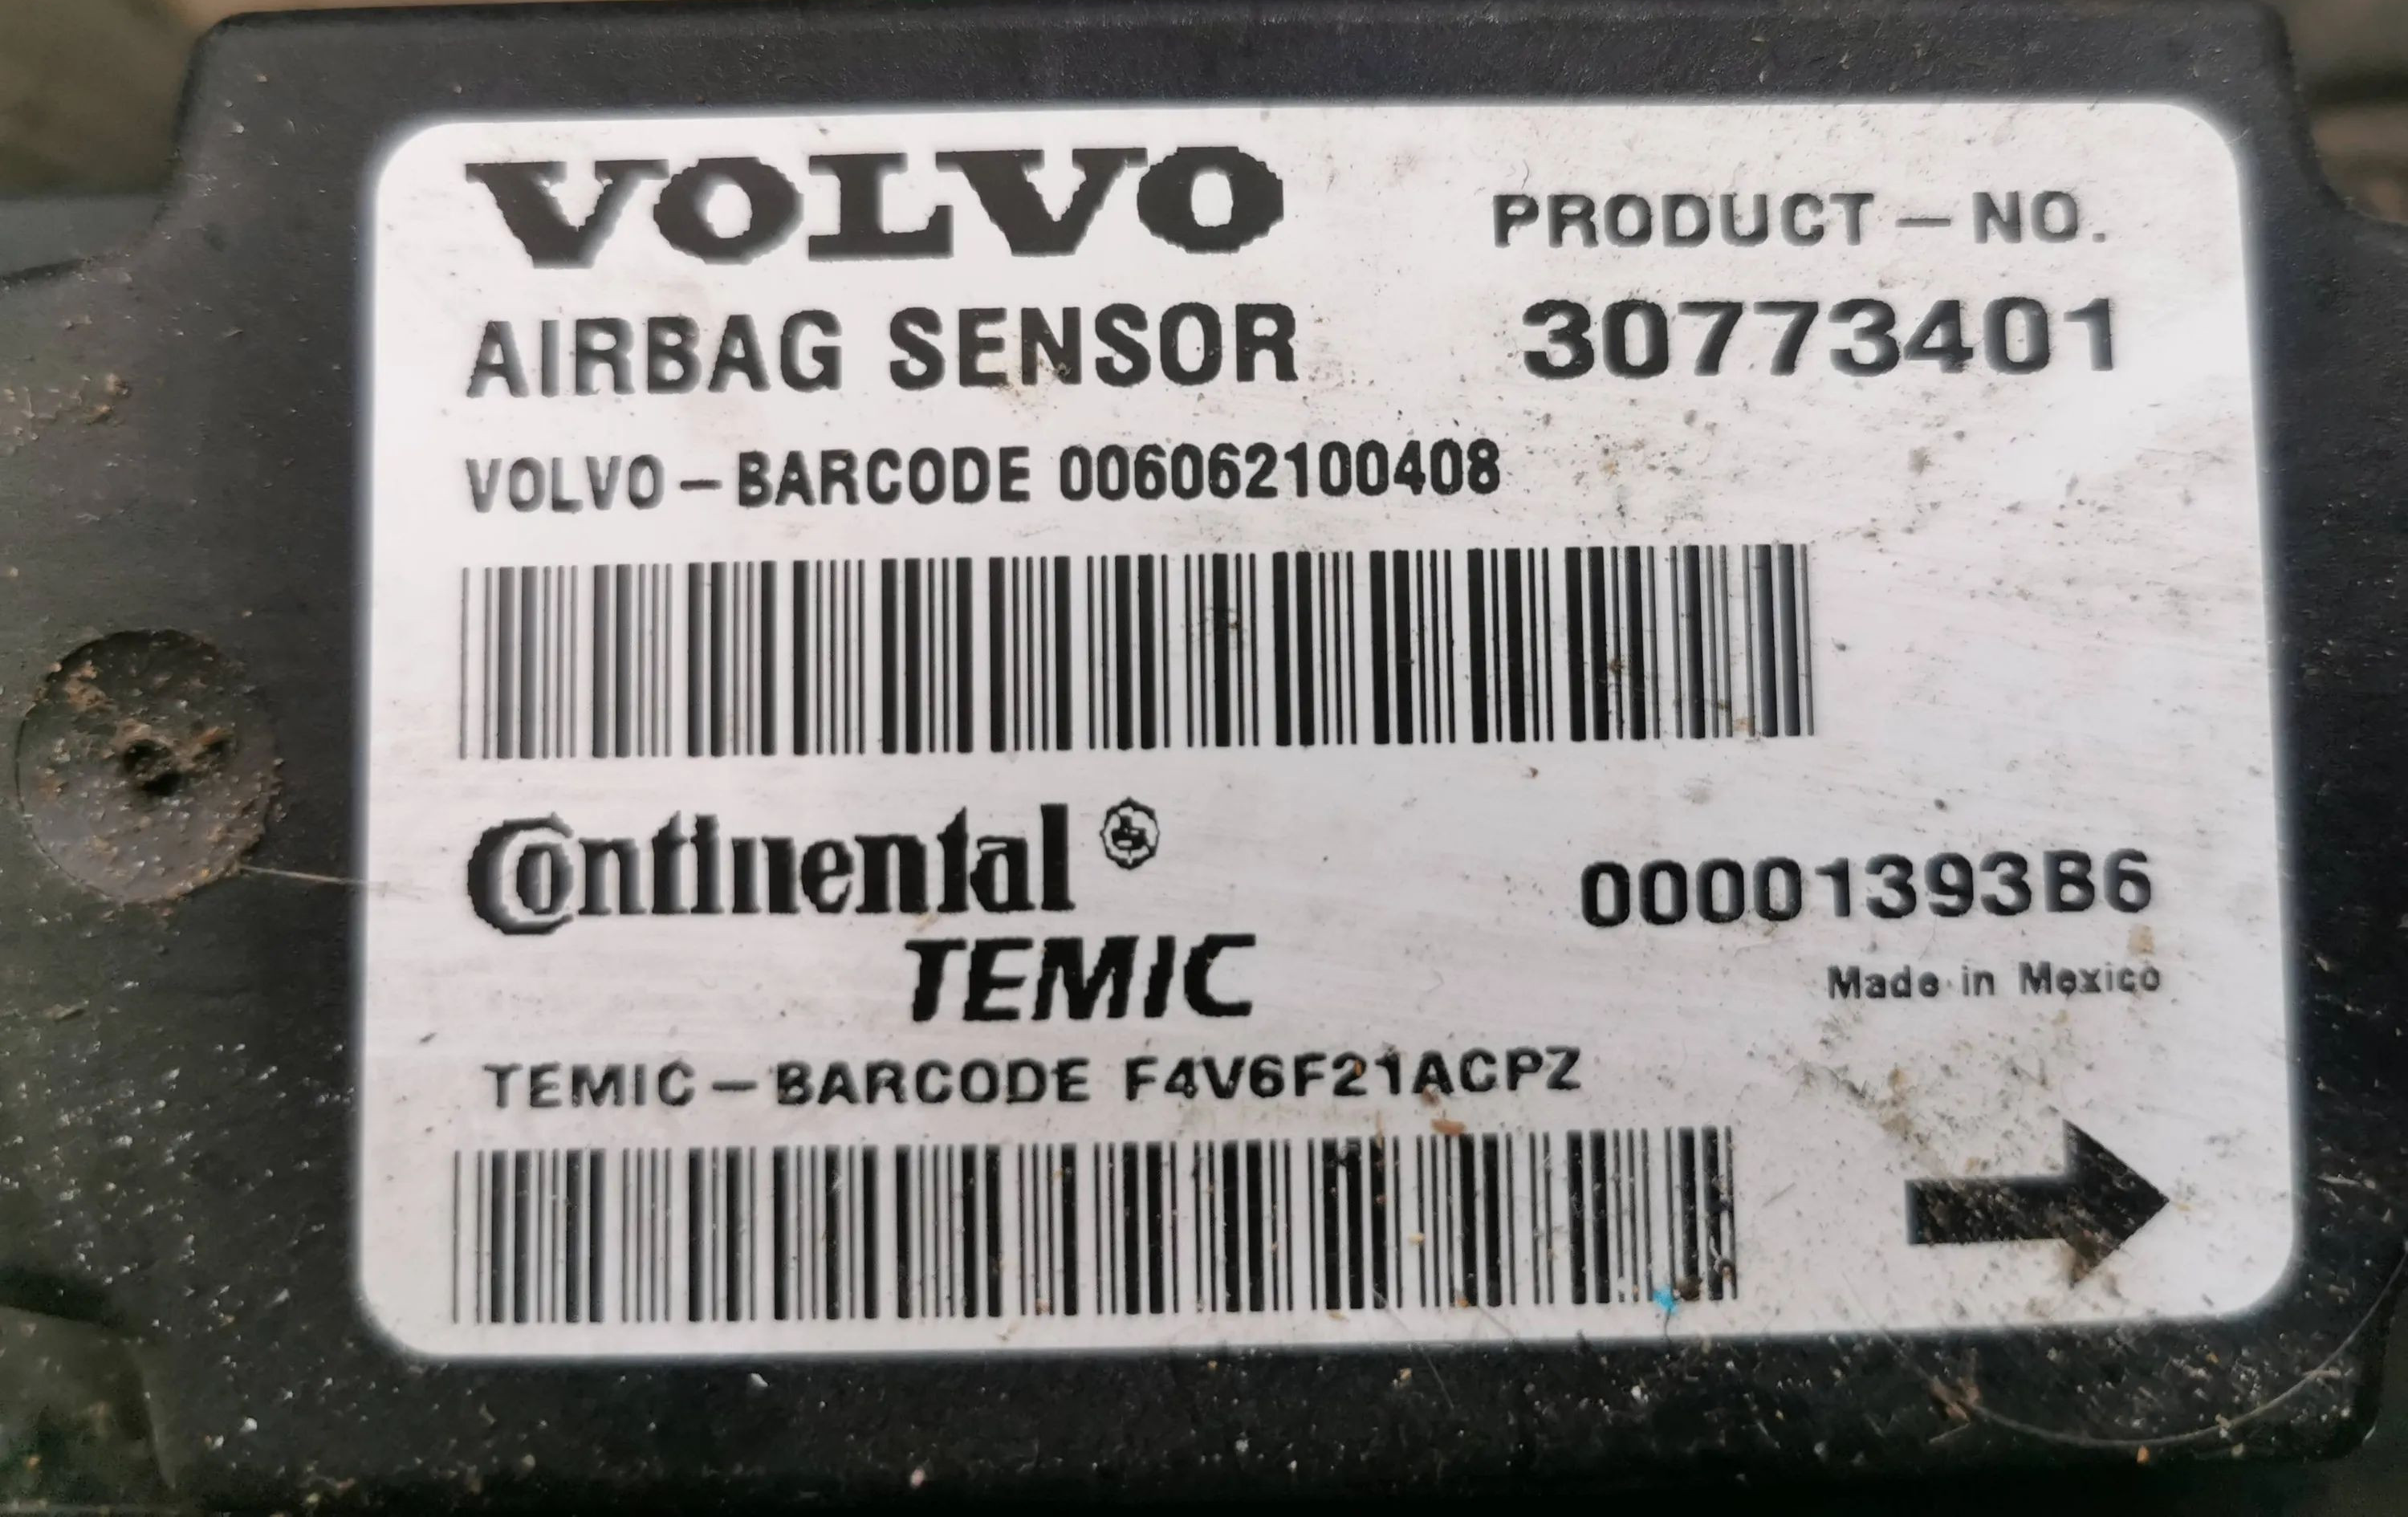 VOLVO
PRODUCT – NO.
AIRBAG SENSOR
30773401
VOLVO – BARCODE 006062100408
Continental
TEMIC
00001393B6
Made in Mexico
TEMIC – BARCODE F4V6F21ACPZ